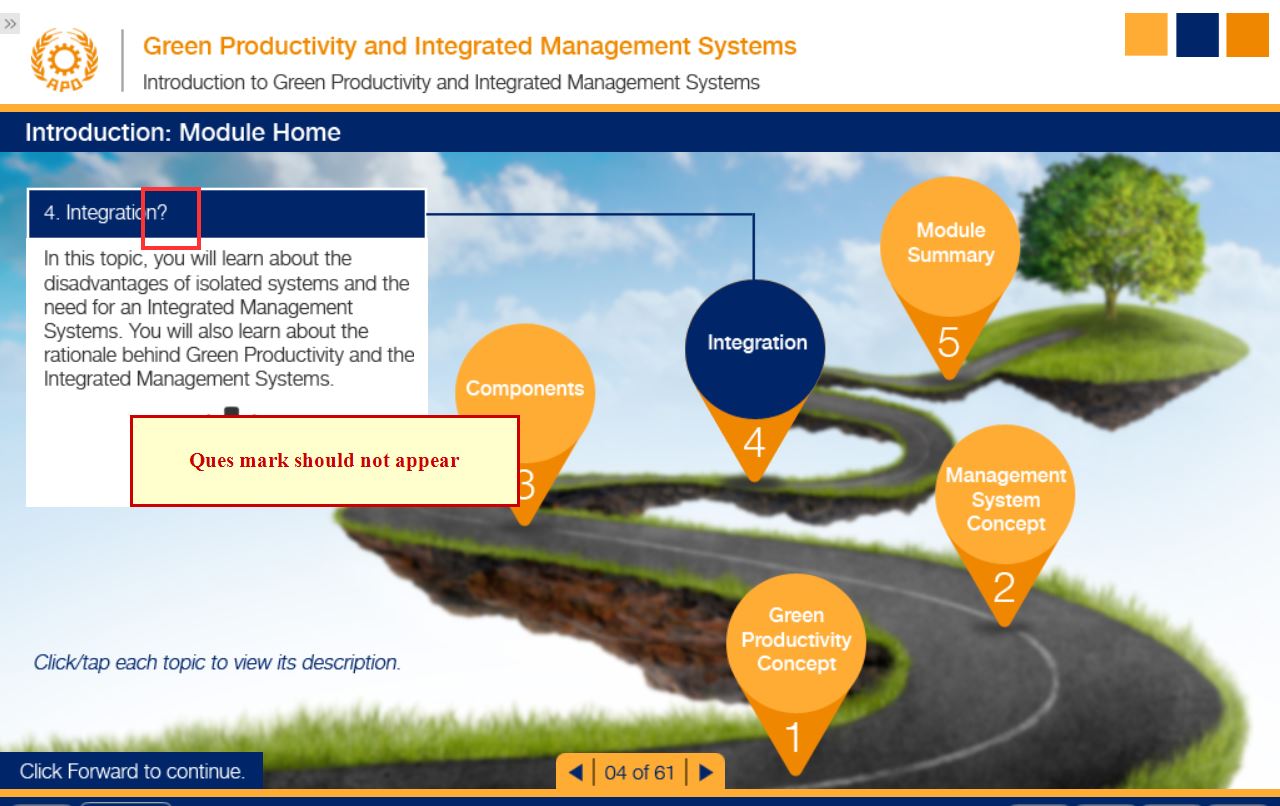 »
APO
Green Productivity and Integrated Management Systems
Introduction to Green Productivity and Integrated Management Systems
Introduction: Module Home
4. Integration?
In this topic, you will learn about the
disadvantages of isolated systems and the
need for an Integrated Management
Systems. You will also learn about the
rationale behind Green Productivity and the
Integrated Management Systems.
Ques mark should not appear
Module
Summary
5
Integration
4
Components
3
Management
System
Concept
2
Green
Productivity
Concept
1
Click/tap each topic to view its description.
Click Forward to continue.
04 of 61